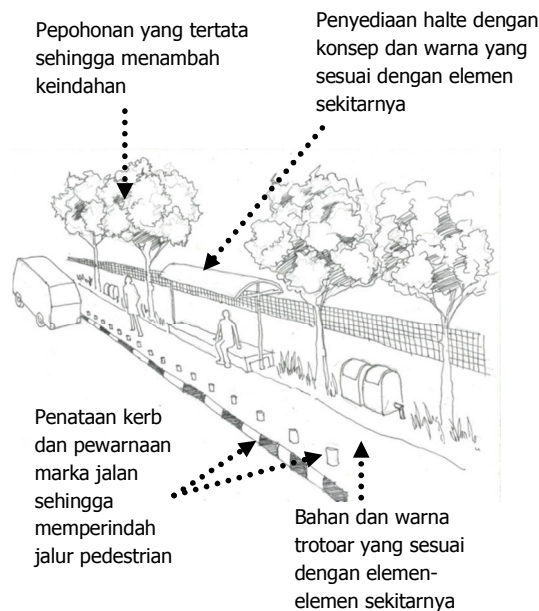 Pepohonan yang tertata
sehingga menambah
keindahan
Penyediaan halte dengan
konsep dan warna yang
sesuai dengan elemen
sekitarnya
Penataan kerb
dan pewarnaan
marka jalan
sehingga
memperindah
jalur pedestrian
Bahan dan warna
trotoar yang sesuai
dengan elemen-
elemen sekitarnya